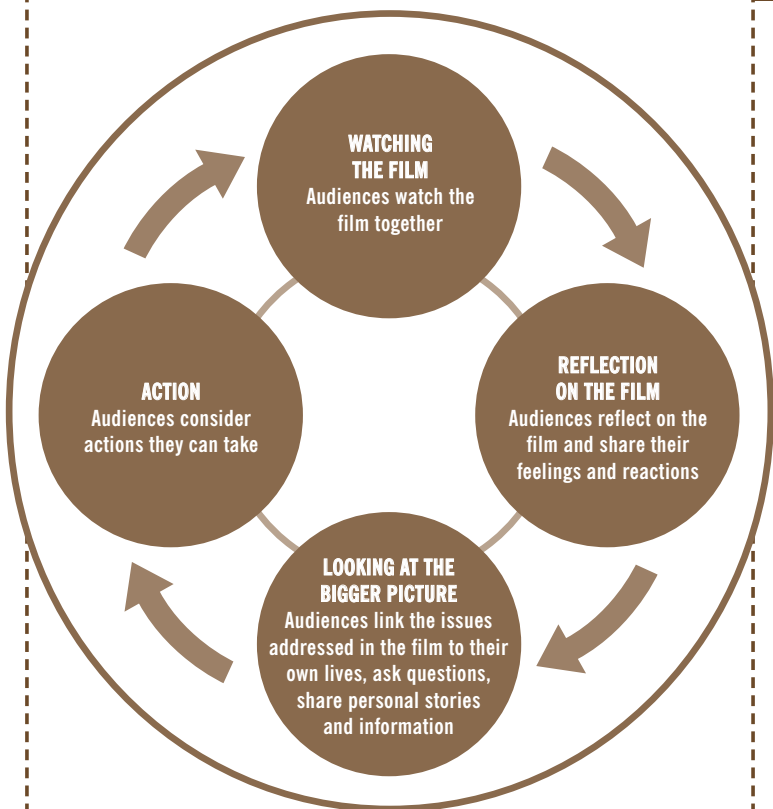 WATCHING
THE FILM
Audiences watch the
film together
REFLECTION
ON THE FILM
Audiences reflect on the
film and share their
feelings and reactions
LOOKING AT THE
BIGGER PICTURE
Audiences link the issues
addressed in the film to their
own lives, ask questions,
share personal stories
and information
ACTION
Audiences consider
actions they can take